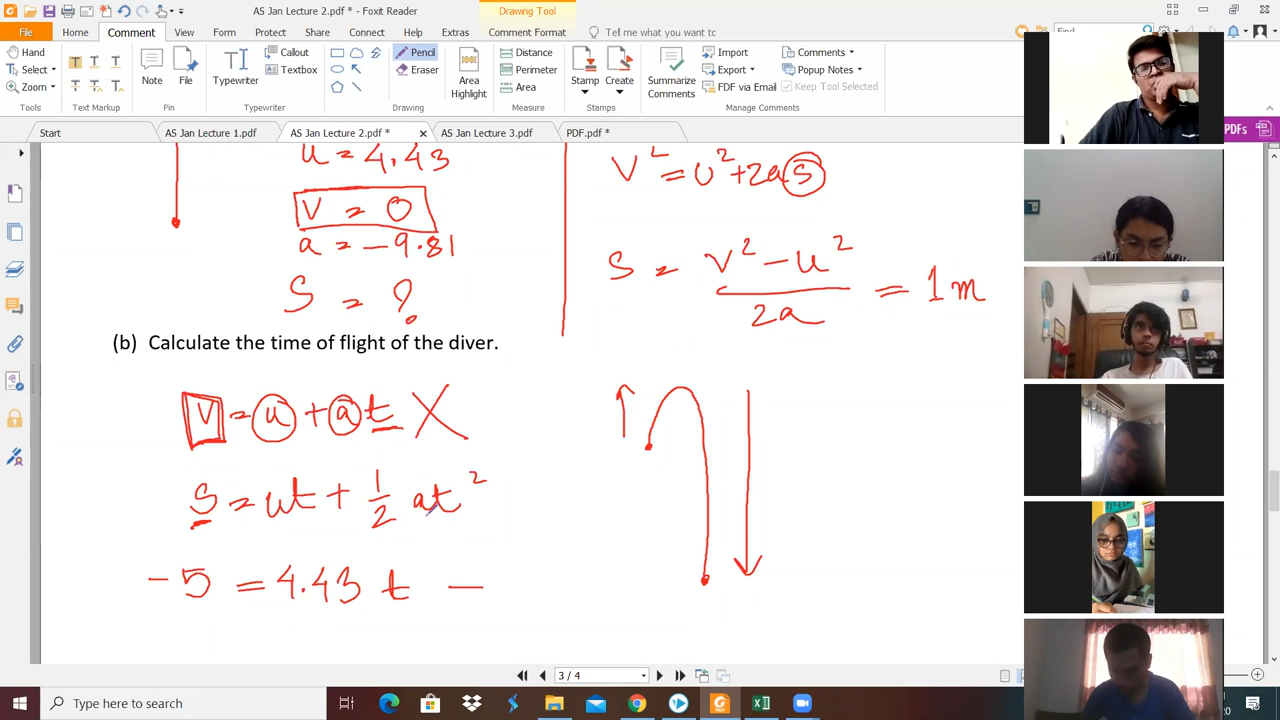 AS Jan Lecture 2.pdf * - Foxit Reader
Drawing Tool
File Home Comment View Form Protect Share Connect Help Extras Comment Format Tell me what you want tc Find
Hand
Select
Zoom
Tools
Text Markup
Note
File
Pin
Typewriter
Callout
Textbox
Typewriter
Pencil
Eraser
Drawing
Area Highlight
Distance
Perimeter
Area
Measure
Stamp
Create
Stamps
Summarize Comments
Import
Export
FDF via Email
Comments
Popup Notes
Keep Tool Selected
Manage Comments
Start AS Jan Lecture 1.pdf AS Jan Lecture 2.pdf * AS Jan Lecture 3.pdf PDF.pdf * PDFs
u = 4.43
V = 0
a = -9.81
S = ?
V² = U² + 2aS
S = (V² - u²) / 2a = 1m
(b) Calculate the time of flight of the diver.
V = u + at X
S = ut + 1/2 at²
-5 = 4.43 t —
3 / 4
Type here to search
20